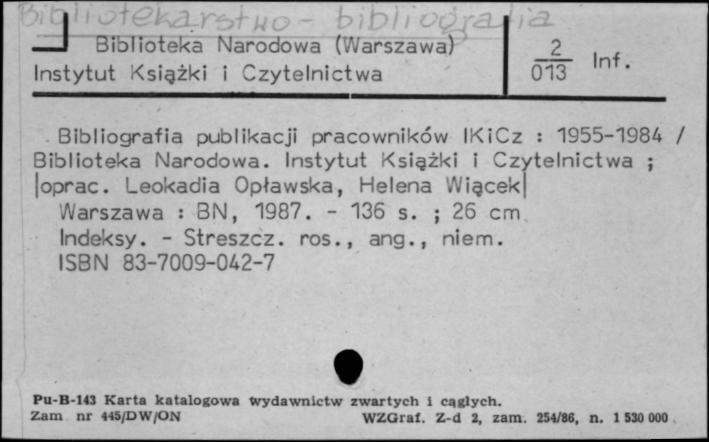 Bibliotekarstwo - bibliografia
Biblioteka Narodowa (Warszawa)
Instytut Książki i Czytelnictwa
2
013 Inf.
Bibliografia publikacji pracowników IKiCz : 1955-1984 /
Biblioteka Narodowa. Instytut Książki i Czytelnictwa ;
|oprac. Leokadia Opławska, Helena Wiącek|
Warszawa : BN, 1987. - 136 s. ; 26 cm
Indeksy. - Streszcz. ros., ang., niem.
ISBN 83-7009-042-7
Pu-B-143 Karta katalogowa wydawnictw zwartych i ciągłych.
Zam nr 445/DW/ON WZGraf. Z-d 2, zam. 254/86, n. 1 530 000